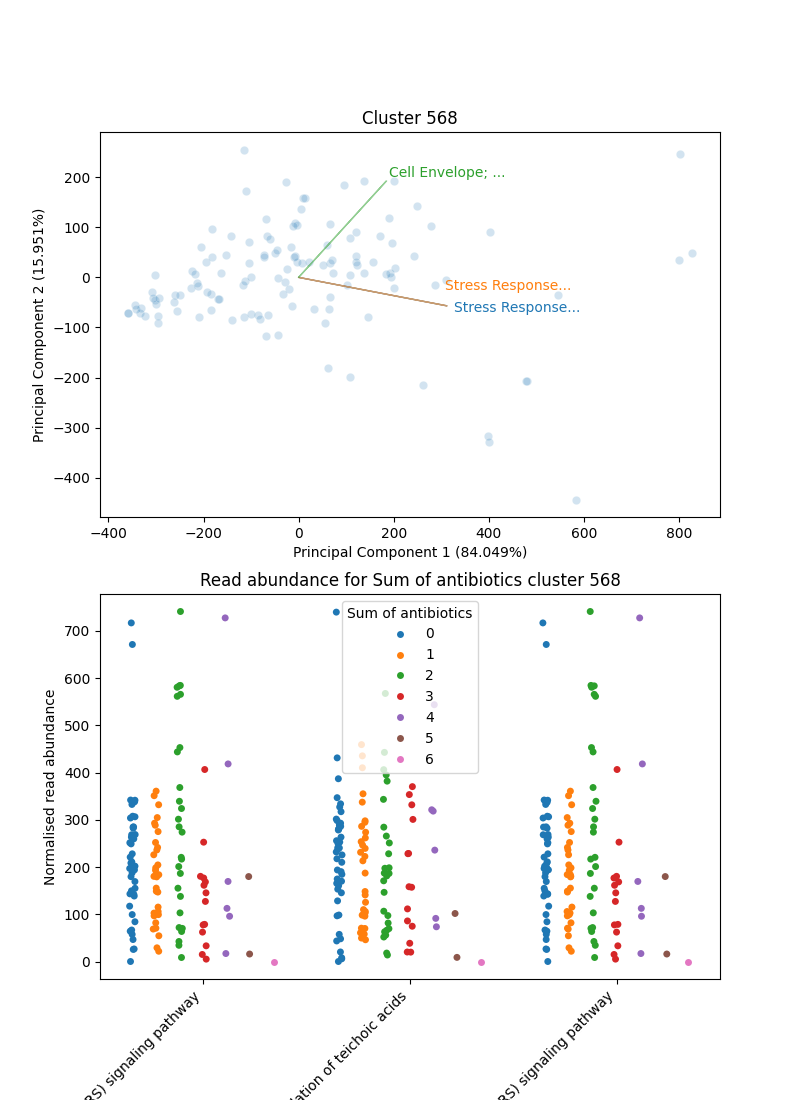 Cluster 568
Cell Envelope; ...
Stress Response...
Stress Response...
200
100
0
−100
−200
−300
−400
Principal Component 2 (15.951%)
−400
−200
0
200
400
600
800
Principal Component 1 (84.049%)
Read abundance for Sum of antibiotics cluster 568
Sum of antibiotics
0
1
2
3
4
5
6
700
600
500
400
300
200
100
0
Normalised read abundance
RS) signaling pathway
lation of teichoic acids
RS) signaling pathway